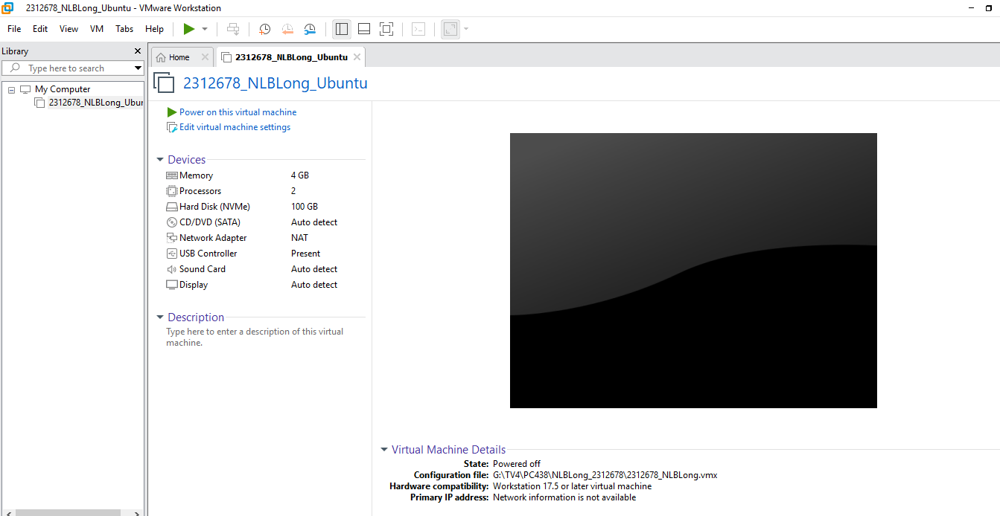 2312678_NLBLong_Ubuntu - VMware Workstation
File Edit View VM Tabs Help
Library
Type here to search
My Computer
2312678_NLBLong_Ubur
Home
2312678_NLBLong_Ubuntu
2312678_NLBLong_Ubuntu
Power on this virtual machine
Edit virtual machine settings
Devices
Memory 4 GB
Processors 2
Hard Disk (NVMe) 100 GB
CD/DVD (SATA) Auto detect
Network Adapter NAT
USB Controller Present
Sound Card Auto detect
Display Auto detect
Description
Type here to enter a description of this virtual
machine.
Virtual Machine Details
State: Powered off
Configuration file: G:\TV4\PC438\NLBLong_2312678\2312678_NLBLong.vmx
Hardware compatibility: Workstation 17.5 or later virtual machine
Primary IP address: Network information is not available